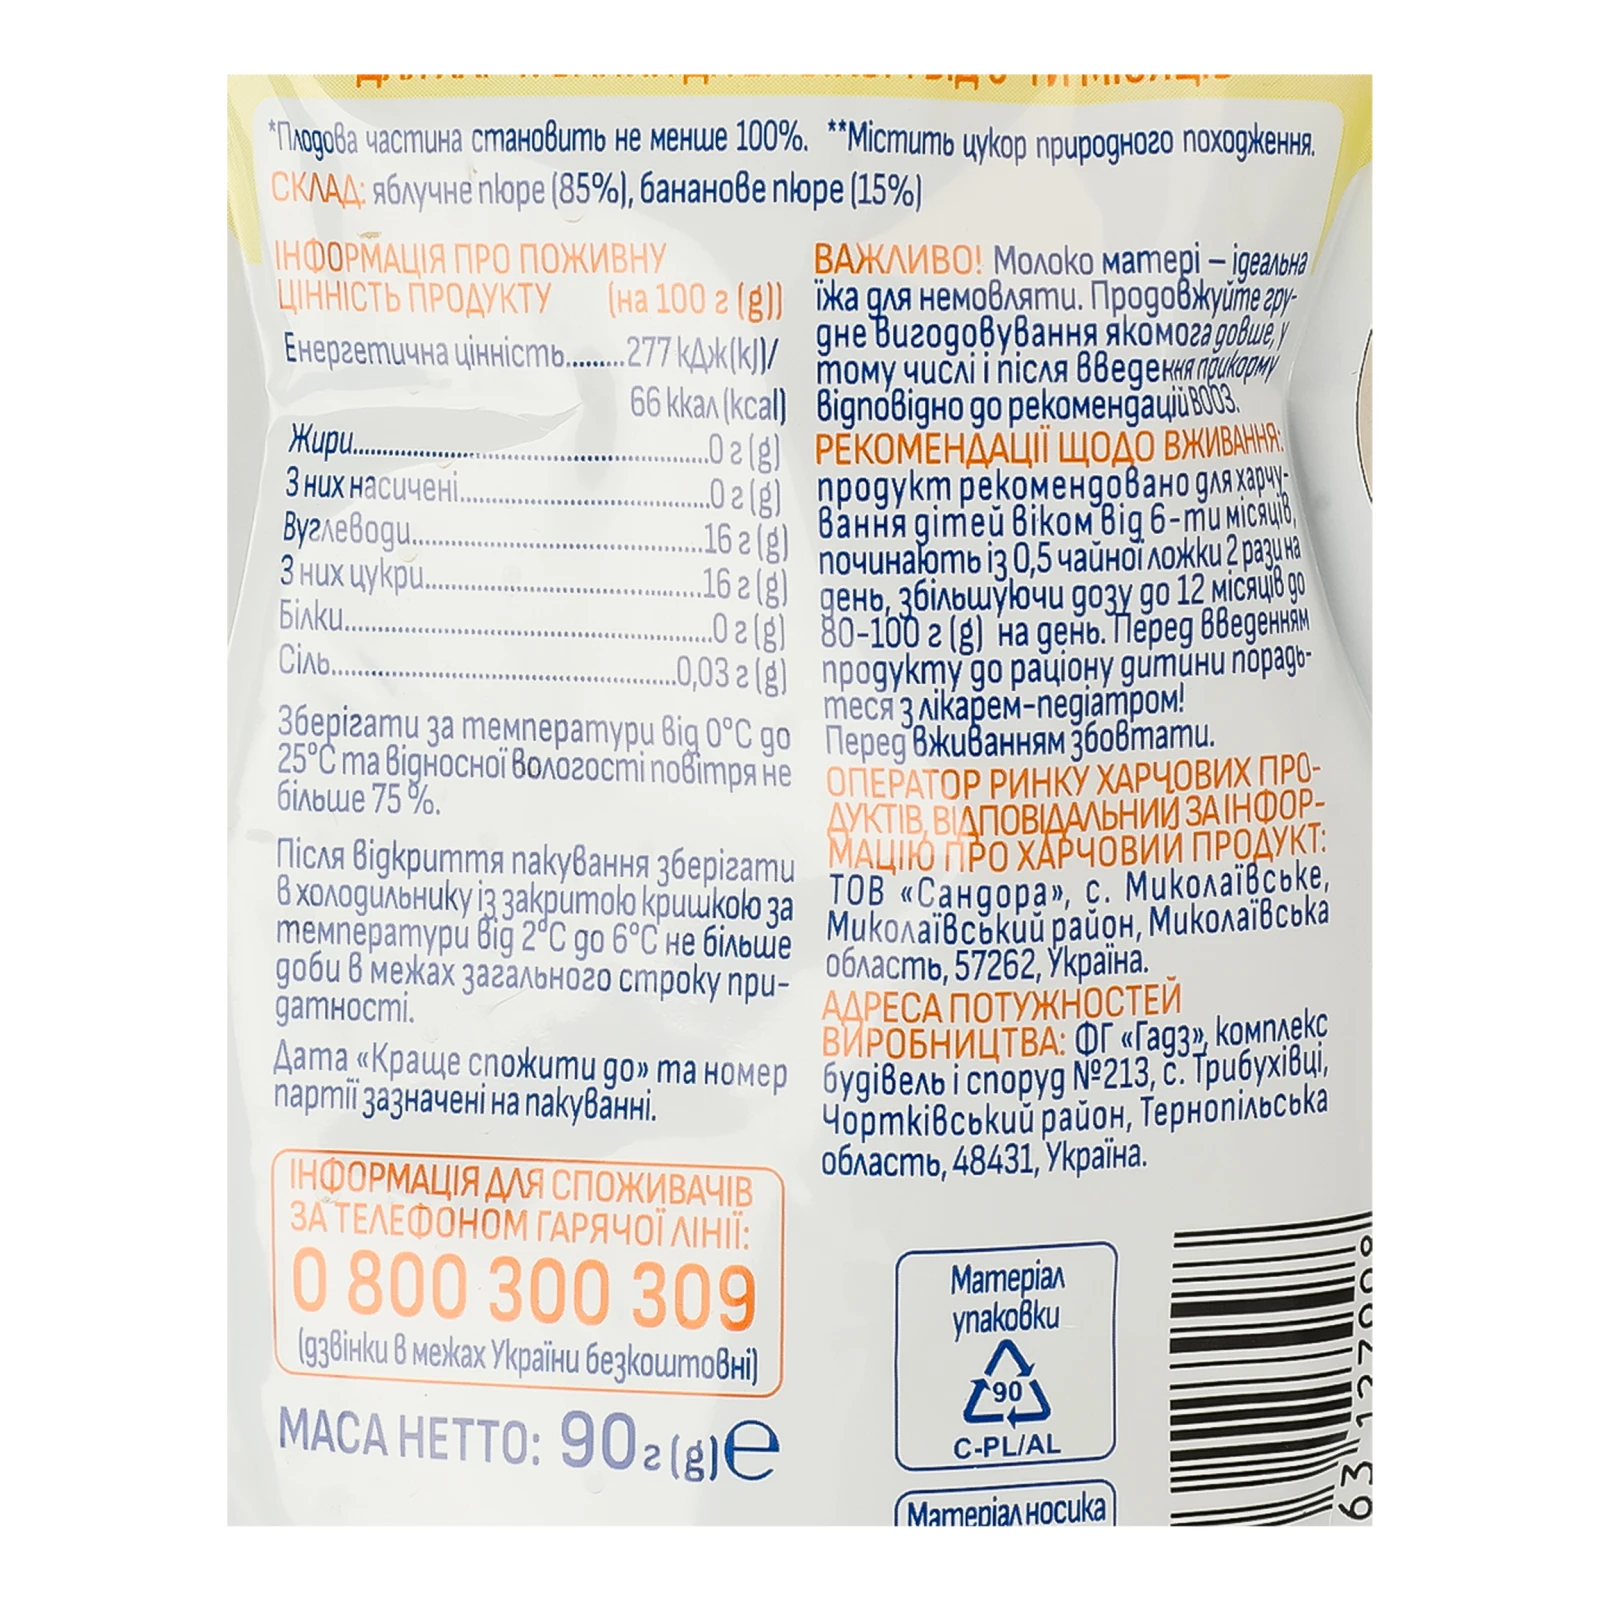 *Плодова частина становить не менше 100%. **Містить цукор природного походження.
СКЛАД: яблучне пюре (85%), бананове пюре (15%)
ІНФОРМАЦІЯ ПРО ПОЖИВНУ
ЦІННІСТЬ ПРОДУКТУ (на 100 г (g))
Енергетична цінність.........277 кДж(kJ)/
66 ккал (kcal)
Жири.....0 г (g)
З них насичені.....0 г (g)
Вуглеводи.....16 г (g)
З них цукри.....16 г (g)
Білки.....0 г (g)
Сіль.....0,03 г (g)
Зберігати за температури від 0°С до
25°С та відносної вологості повітря не
більше 75 %.
Після відкриття пакування зберігати
в холодильнику із закритою кришкою за
температури від 2°С до 6°С не більше
доби в межах загального строку при-
датності.
Дата «Краще спожити до» та номер
партії зазначені на пакуванні.
ІНФОРМАЦІЯ ДЛЯ СПОЖИВАЧІВ
ЗА ТЕЛЕФОНОМ ГАРЯЧОЇ ЛІНІЇ:
0 800 300 309
(дзвінки в межах України безкоштовні)
МАСА НЕТТО: 90 г (g) ℮
ВАЖЛИВО! Молоко матері – ідеальна
їжа для немовляти. Продовжуйте гру-
дне вигодовування якомога довше, у
тому числі і після введення прикорму
відповідно до рекомендацій ВООЗ.
РЕКОМЕНДАЦІЇ ЩОДО ВЖИВАННЯ:
продукт рекомендовано для харчу-
вання дітей віком від 6-ти місяців,
починають із 0,5 чайної ложки 2 рази на
день, збільшуючи дозу до 12 місяців до
80-100 г (g) на день. Перед введенням
продукту до раціону дитини порадь-
теся з лікарем-педіатром!
Перед вживанням збовтати.
ОПЕРАТОР РИНКУ ХАРЧОВИХ ПРО-
ДУКТІВ, ВІДПОВІДАЛЬНИЙ ЗА ІНФОР-
МАЦІЮ ПРО ХАРЧОВИЙ ПРОДУКТ:
ТОВ «Сандора», с. Миколаївське,
Миколаївський район, Миколаївська
область, 57262, Україна.
АДРЕСА ПОТУЖНОСТЕЙ
ВИРОБНИЦТВА: ФГ «Гадз», комплекс
будівель і споруд №213, с. Трибухівці,
Чортківський район, Тернопільська
область, 48431, Україна.
Матеріал
упаковки
90
C-PL/AL
Матеріал носика